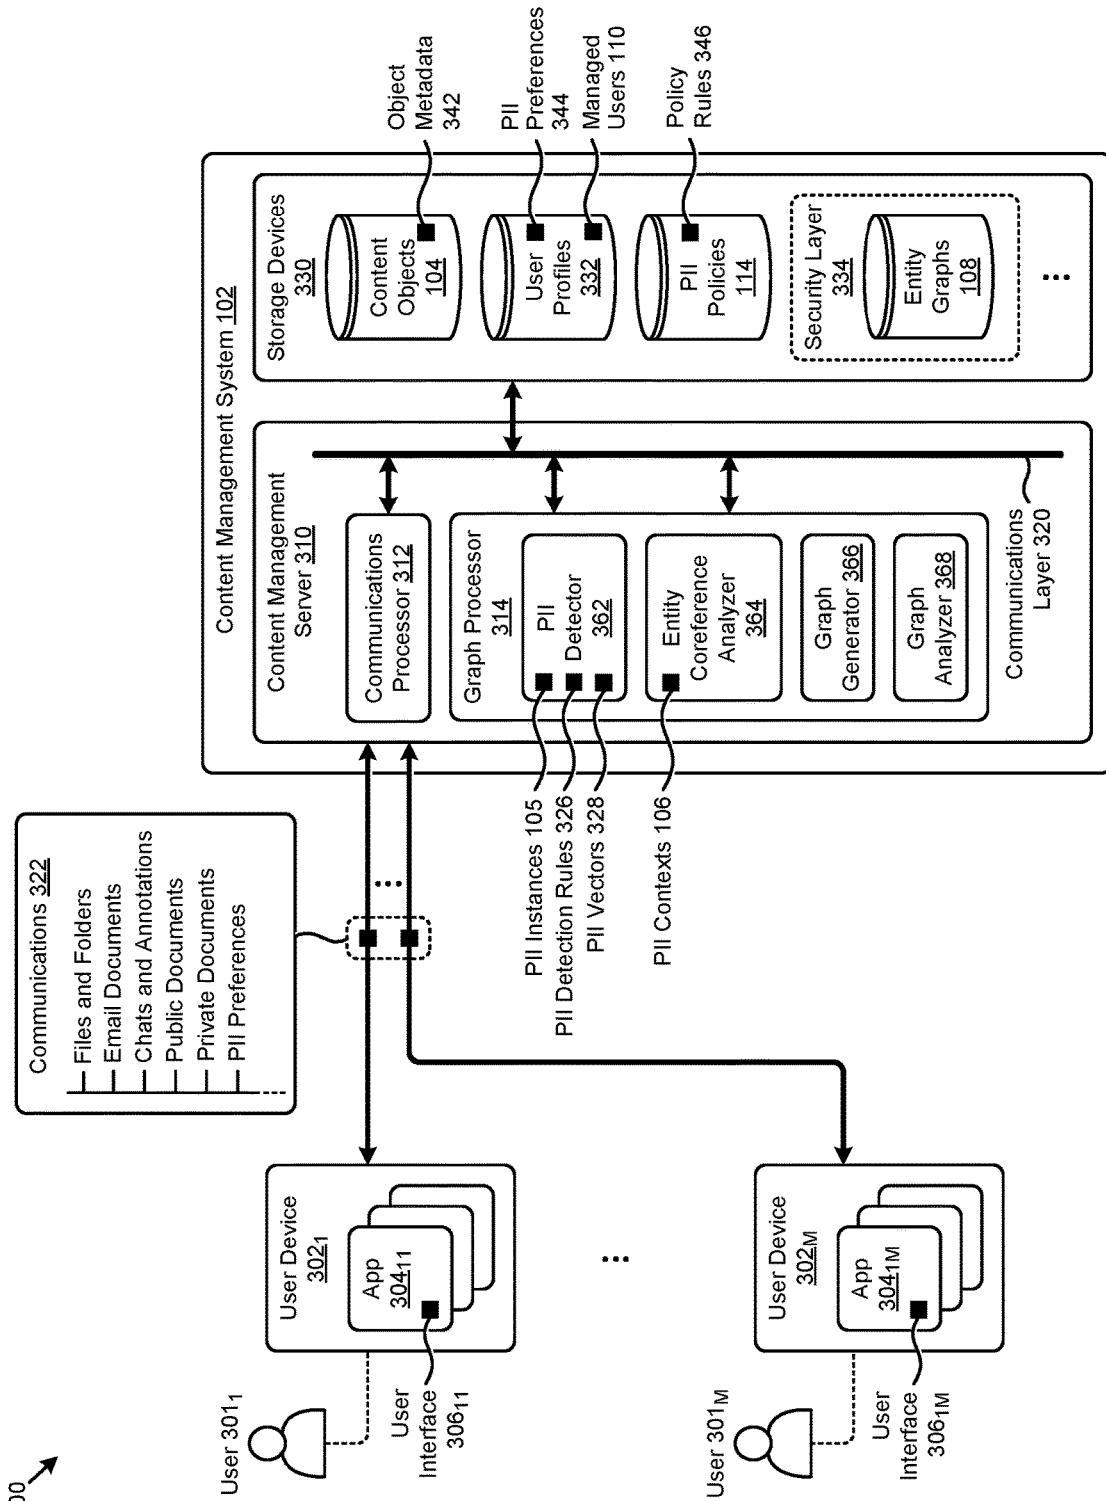 00
Communications 322
Files and Folders
Email Documents
Chats and Annotations
Public Documents
Private Documents
PII Preferences
User 301₁
User Device
302₁
App
304₁₁
User
Interface
306₁₁
...
User 301M
User Device
302M
App
304₁M
User
Interface
306₁M
...
Content Management System 102
Content Management
Server 310
Communications
Processor 312
Graph Processor
314
PII
Detector
362
Entity
Coreference
Analyzer
364
Graph
Generator 366
Graph
Analyzer 368
PII Instances 105
PII Detection Rules 326
PII Vectors 328
PII Contexts 106
Communications
Layer 320
Storage Devices
330
Content
Objects
104
User
Profiles
332
PII
Policies
114
Security Layer
334
Entity
Graphs
108
...
Object
Metadata
342
PII
Preferences
344
Managed
Users 110
Policy
Rules 346